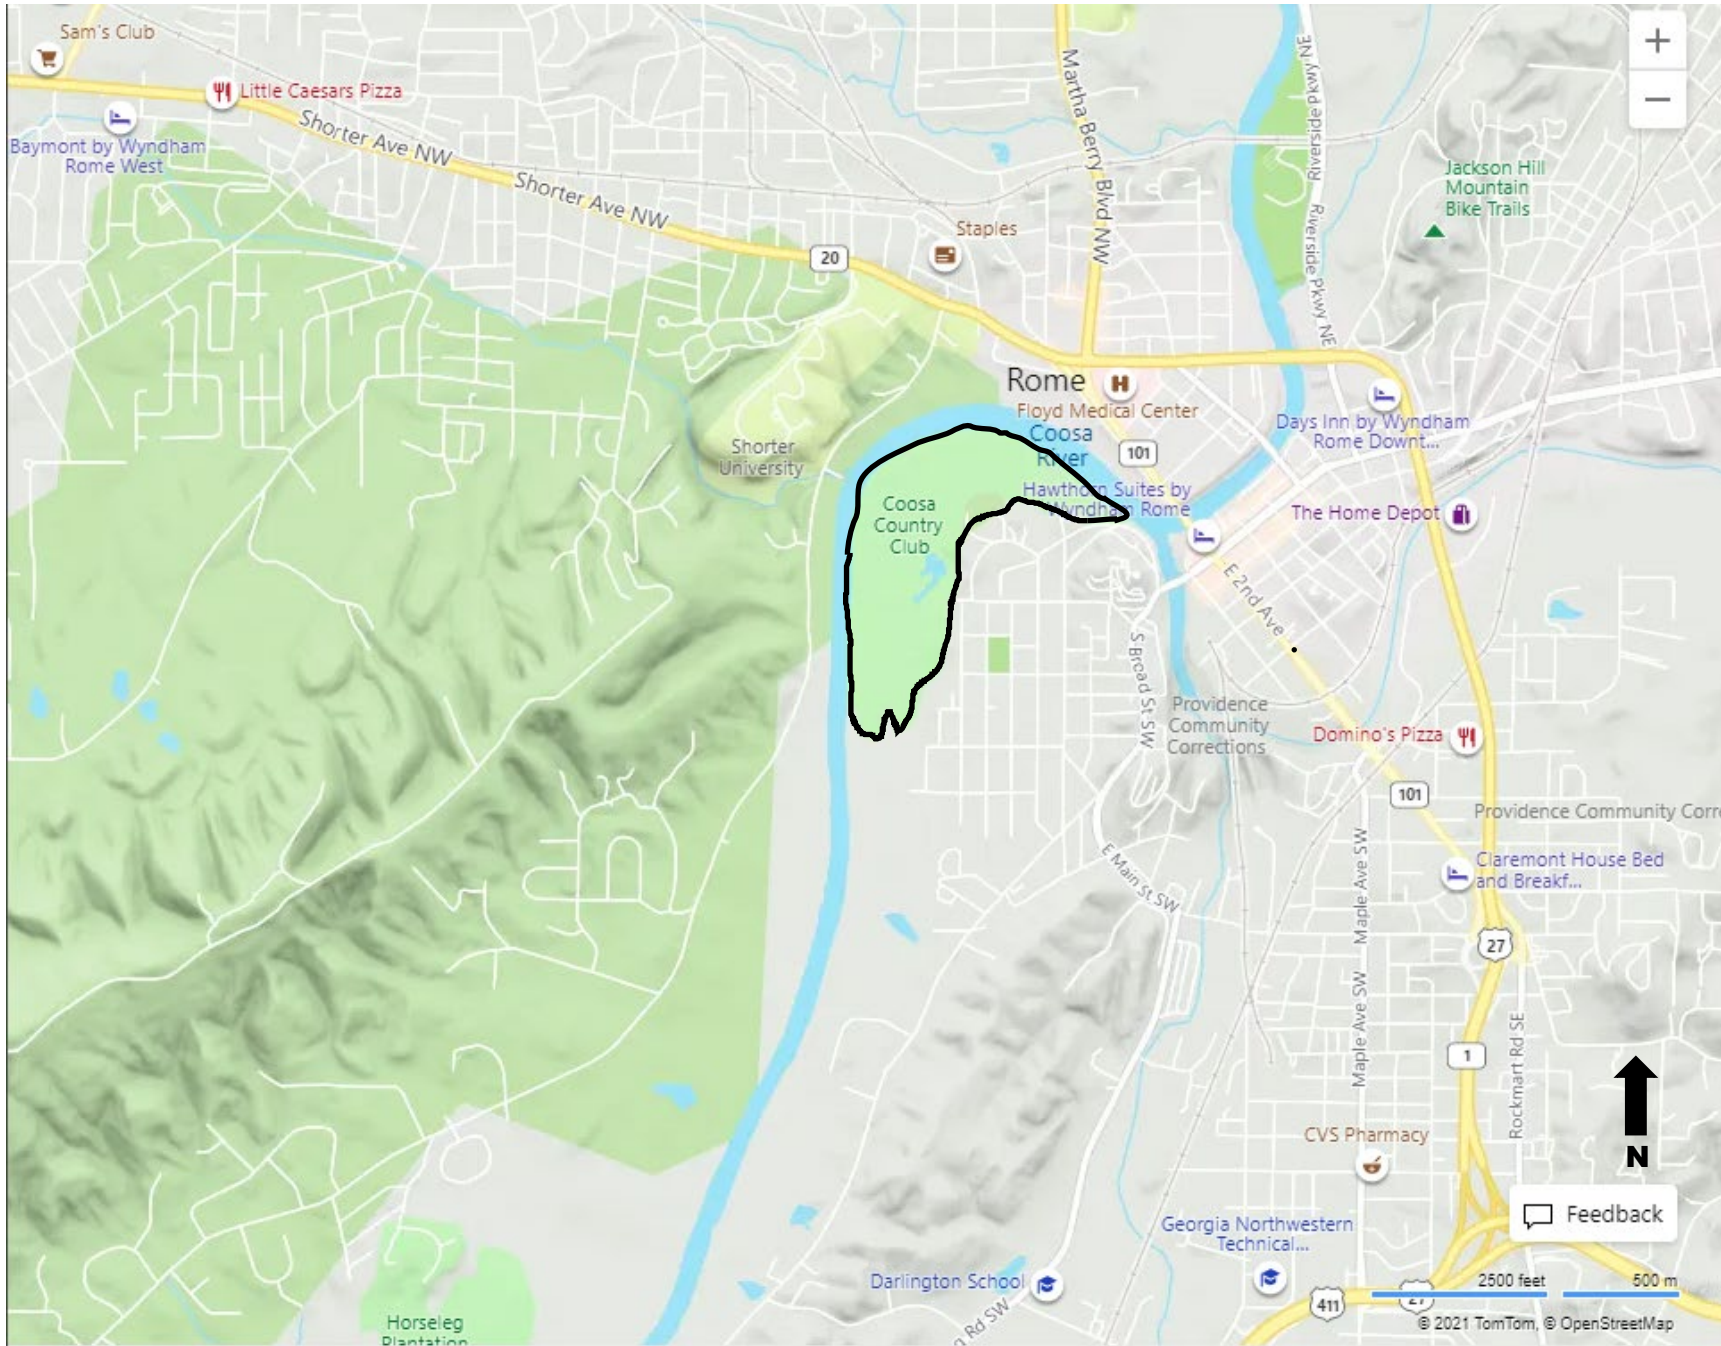 Sam's Club
Little Caesars Pizza
Baymont by Wyndham
Rome West
Shorter Ave NW
Shorter Ave NW
20
Staples
Martha Berry Blvd NW
Riverside Pkwy NE
Riverside Pkwy NE
Jackson Hill
Mountain
Bike Trails
Rome
H
Floyd Medical Center
Coosa
River
101
Days Inn by Wyndham
Rome Downt...
Shorter
University
Hawthorn Suites by
Wyndham Rome
Coosa
Country
Club
The Home Depot
E 2nd Ave
S Broad St SW
Providence
Community
Corrections
Domino's Pizza
101
Providence Community Corre
Claremont House Bed
and Breakf...
E Main St SW
Maple Ave SW
Maple Ave SW
27
1
Rockmart Rd SE
N
CVS Pharmacy
Feedback
Georgia Northwestern
Technical...
Darlington School
Rd SW
411
27
2500 feet
500 m
© 2021 TomTom, © OpenStreetMap
Horseleg
Plantation